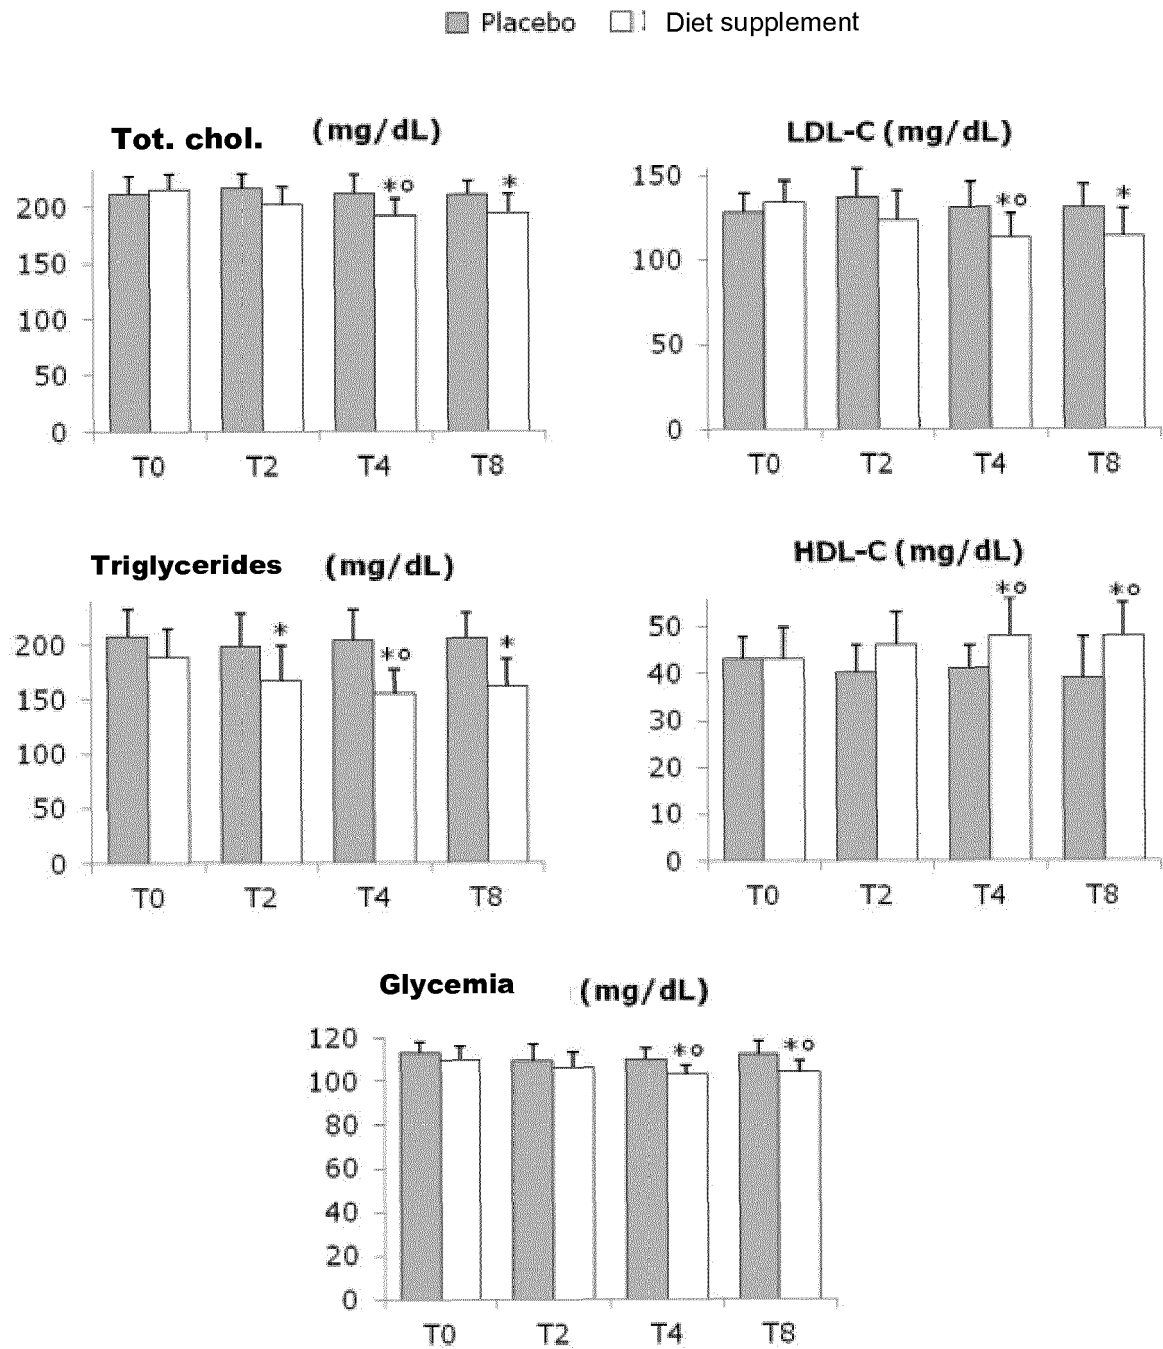 Placebo Diet supplement
Tot. chol. (mg/dL)
*o *
200
150
100
50
0
T0 T2 T4 T8
LDL-C (mg/dL)
150
*o *
100
50
0
T0 T2 T4 T8
Triglycerides (mg/dL)
200
* *o *
150
100
50
0
T0 T2 T4 T8
HDL-C (mg/dL)
*o *o
50
40
30
20
10
0
T0 T2 T4 T8
Glycemia (mg/dL)
120
*o *o
100
80
60
40
20
0
T0 T2 T4 T8